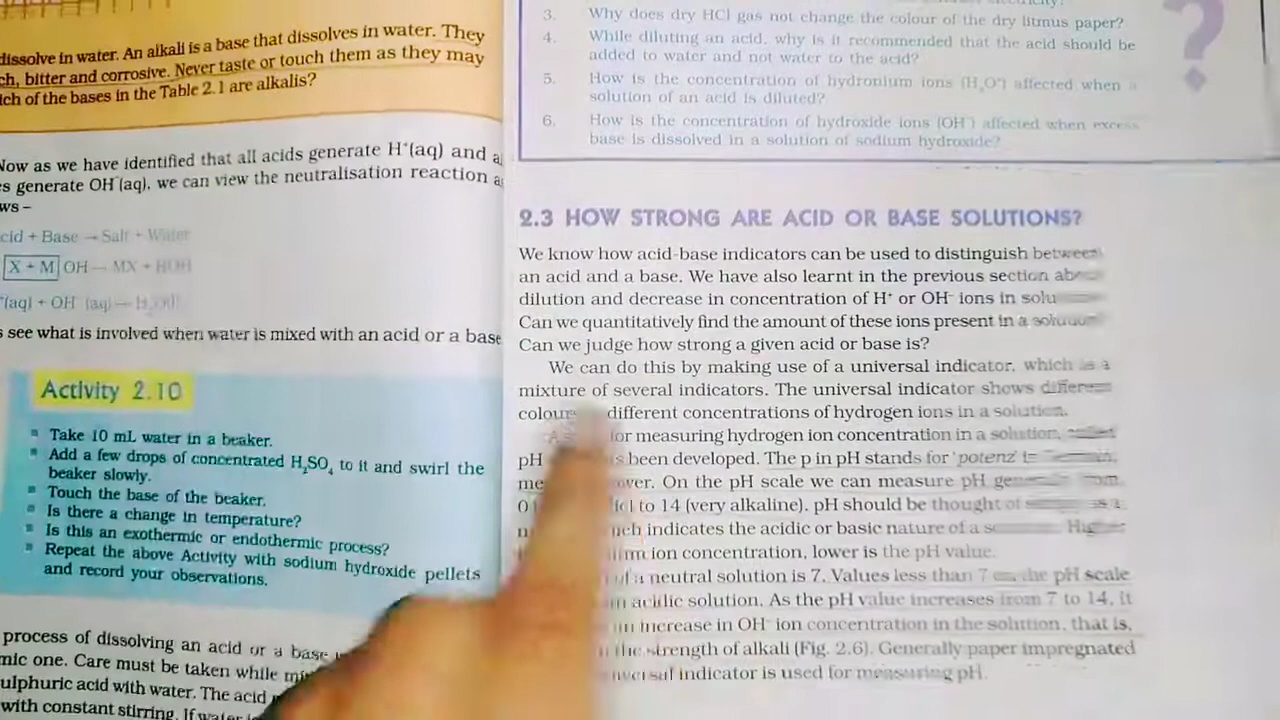 dissolve in water. An alkali is a base that dissolves in water. They
ch, bitter and corrosive. Never taste or touch them as they may
ich of the bases in the Table 2.1 are alkalis?
Now as we have identified that all acids generate H⁺(aq) and a
s generate OH⁻(aq), we can view the neutralisation reaction a
ws –
cid + Base → Salt + Water
X + M OH → MX + HOH
⁺(aq) + OH⁻ (aq) → H₂O(l)
s see what is involved when water is mixed with an acid or a base
Activity 2.10
Take 10 mL water in a beaker.
Add a few drops of concentrated H₂SO₄ to it and swirl the
beaker slowly.
Touch the base of the beaker.
Is there a change in temperature?
Is this an exothermic or endothermic process?
Repeat the above Activity with sodium hydroxide pellets
and record your observations.
process of dissolving an acid or a base
mic one. Care must be taken while
ulphuric acid with water. The acid
with constant stirring. If water
3. Why does dry HCl gas not change the colour of the dry litmus paper?
4. While diluting an acid, why is it recommended that the acid should be
added to water and not water to the acid?
5. How is the concentration of hydronium ions (H₃O⁺) affected when a
solution of an acid is diluted?
6. How is the concentration of hydroxide ions (OH⁻) affected when excess
base is dissolved in a solution of sodium hydroxide?
?
2.3 HOW STRONG ARE ACID OR BASE SOLUTIONS?
We know how acid-base indicators can be used to distinguish between
an acid and a base. We have also learnt in the previous section
dilution and decrease in concentration of H⁺ or OH⁻ ions in
Can we quantitatively find the amount of these ions present in a solution
Can we judge how strong a given acid or base is?
We can do this by making use of a universal indicator, which is a
mixture of several indicators. The universal indicator shows different
colours different concentrations of hydrogen ions in a solution.
for measuring hydrogen ion concentration in a solution,
pH been developed. The p in pH stands for 'potenz'
On the pH scale we can measure pH from
0 to 14 (very alkaline). pH should be thought of as a
indicates the acidic or basic nature of a Higher
ion concentration, lower is the pH value.
of a neutral solution is 7. Values less than 7 on the pH scale
acidic solution. As the pH value increases from 7 to 14, it
an increase in OH⁻ ion concentration in the solution, that is,
the strength of alkali (Fig. 2.6). Generally paper impregnated
indicator is used for measuring pH.